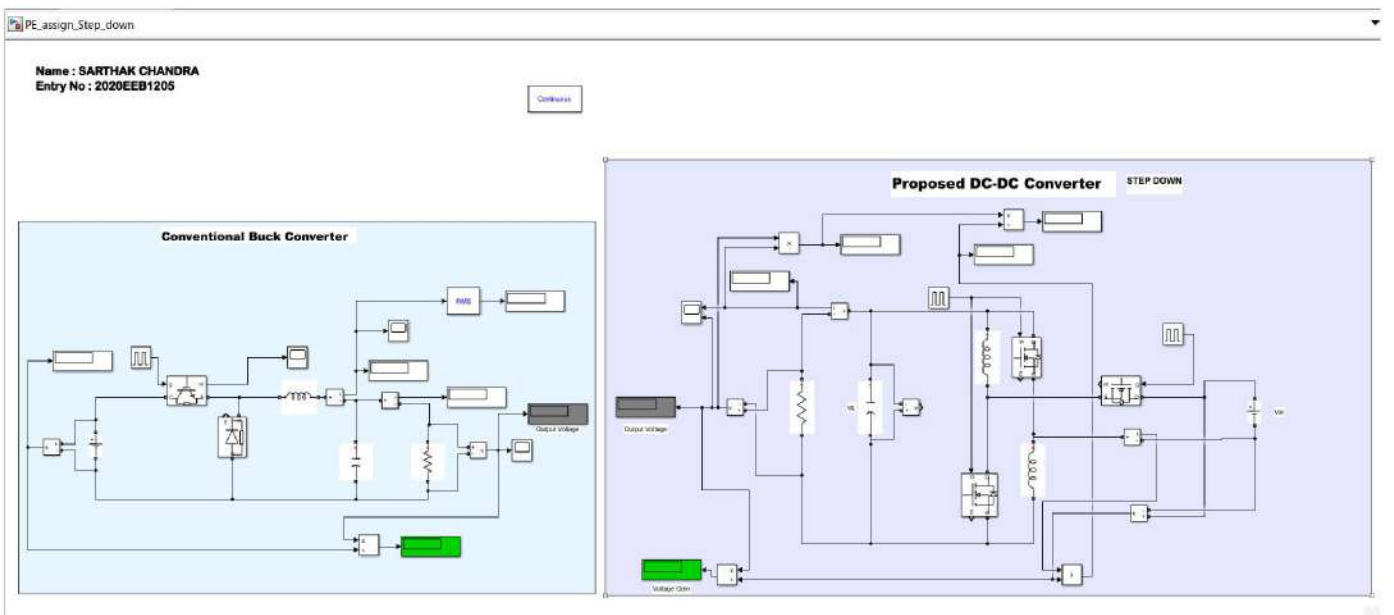 PE_assign_Step_down
Name : SARTHAK CHANDRA
Entry No : 2020EEB1205
Continuous
Proposed DC-DC Converter
STEP DOWN
Conventional Buck Converter
RMS
Output Voltage
Output Voltage
Vin
Voltage Gain